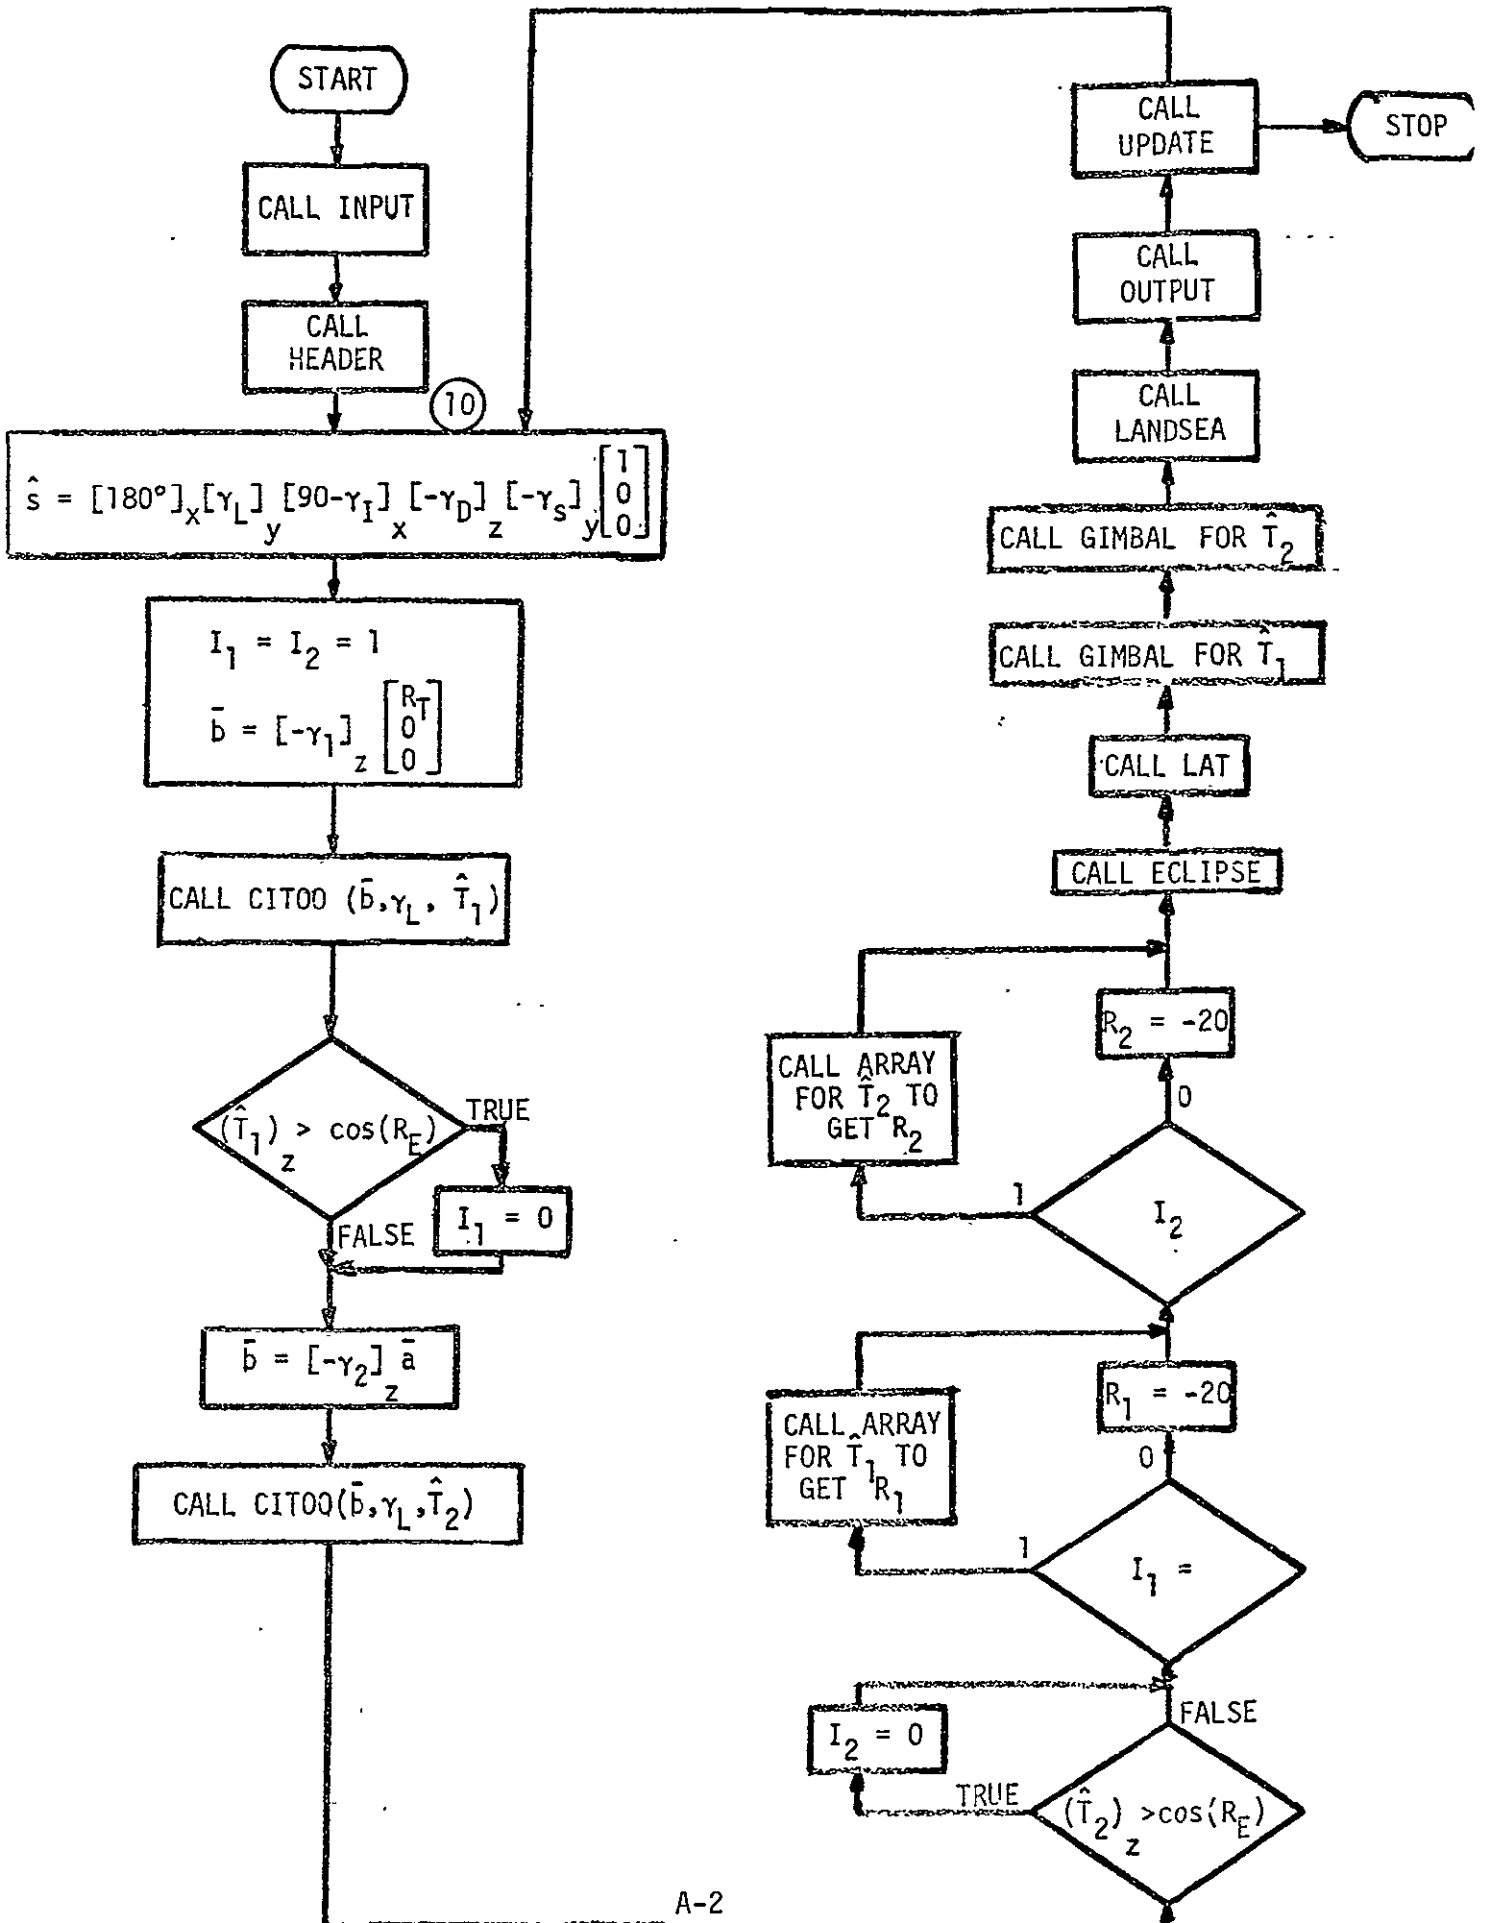 START
CALL INPUT
CALL
HEADER
10
ŝ = [180°]x[γL]y [90-γI]x [-γD]z [-γS]y [1 0 0]
I1 = I2 = 1
b̄ = [-γ1]z [RT 0 0]
CALL CITOO (b̄,γL, T̂1)
(T̂1)z > cos(RE)
TRUE
I1 = 0
FALSE
b̄ = [-γ2]z ā
CALL CITOO(b̄,γL,T̂2)
A-2
(T̂2)z >cos(RE)
TRUE
I2 = 0
FALSE
I1 =
1
CALL ARRAY
FOR T̂1 TO
GET R1
0
R1 = -20
I2
1
CALL ARRAY
FOR T̂2 TO
GET R2
0
R2 = -20
CALL ECLIPSE
CALL LAT
CALL GIMBAL FOR T̂1
CALL GIMBAL FOR T̂2
CALL
LANDSEA
CALL
OUTPUT
CALL
UPDATE
STOP